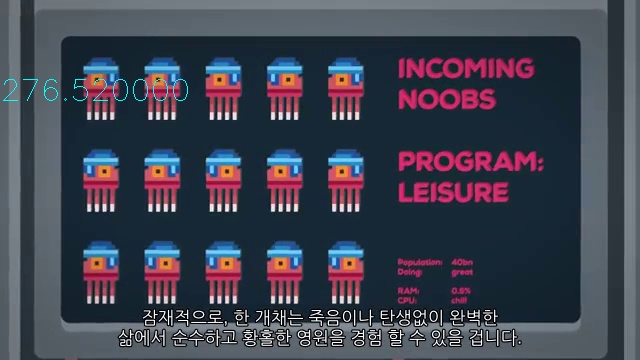 276.520000
INCOMING
NOOBS
PROGRAM:
LEISURE
Population: 40bn
Doing: great
RAM: 0.5%
CPU: chill
잠재적으로, 한 개채는 죽음이나 탄생없이 완벽한
삶에서 순수하고 황홀한 영원을 경험 할 수 있을 겁니다.